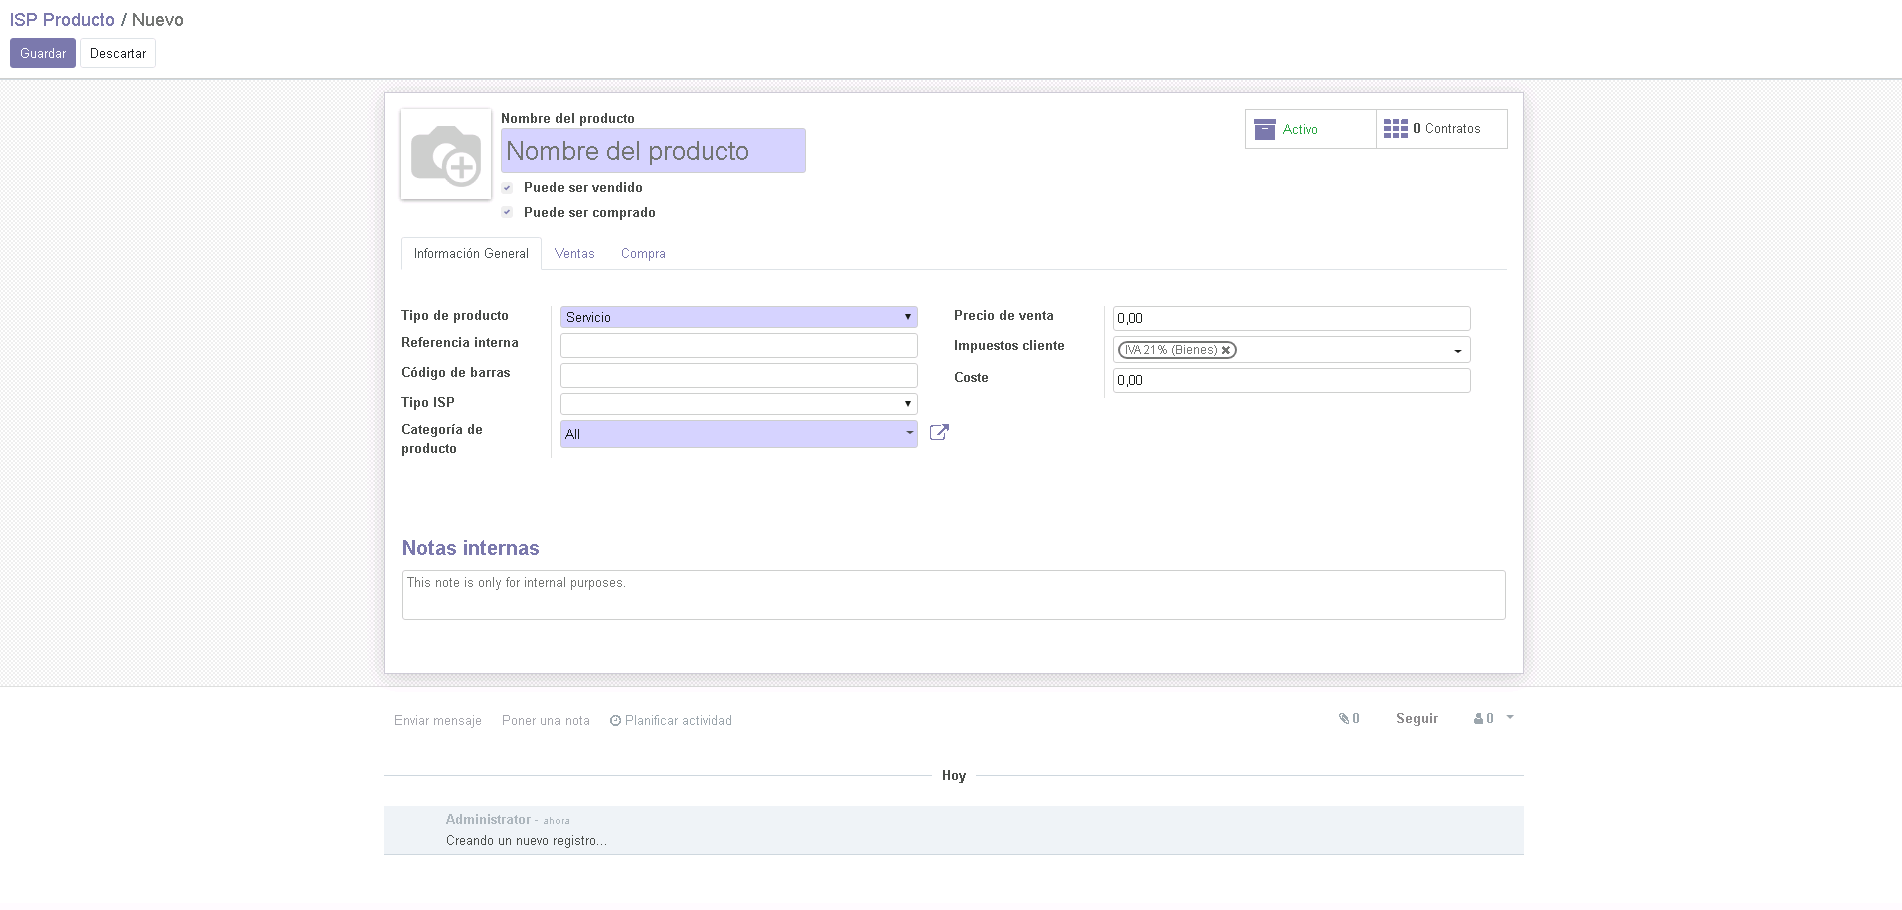 ISP Producto / Nuevo
Guardar Descartar
Nombre del producto
Nombre del producto
Puede ser vendido
Puede ser comprado
Activo
0 Contratos
Información General Ventas Compra
Tipo de producto Servicio
Referencia interna
Código de barras
Tipo ISP
Categoría de producto All
Precio de venta 0,00
Impuestos cliente IVA 21% (Bienes)
Coste 0,00
Notas internas
This note is only for internal purposes.
Enviar mensaje Poner una nota Planificar actividad 0 Seguir 0
Hoy
Administrator - ahora
Creando un nuevo registro...